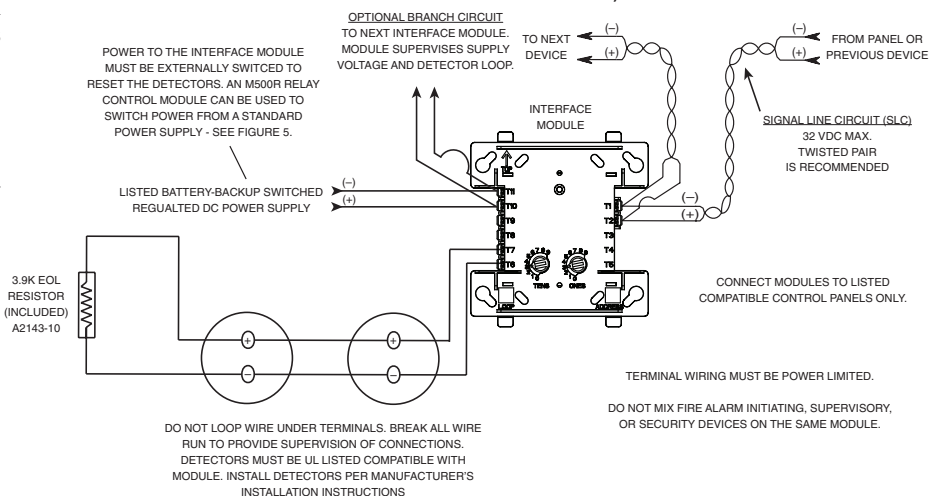 OPTIONAL BRANCH CIRCUIT
TO NEXT INTERFACE MODULE.
MODULE SUPERVISES SUPPLY
VOLTAGE AND DETECTOR LOOP.
TO NEXT
DEVICE
(-)
(+)
(-)
(+)
FROM PANEL OR
PREVIOUS DEVICE
POWER TO THE INTERFACE MODULE
MUST BE EXTERNALLY SWITCED TO
RESET THE DETECTORS. AN M500R RELAY
CONTROL MODULE CAN BE USED TO
SWITCH POWER FROM A STANDARD
POWER SUPPLY - SEE FIGURE 5.
INTERFACE
MODULE
SIGNAL LINE CIRCUIT (SLC)
32 VDC MAX.
TWISTED PAIR
IS RECOMMENDED
LISTED BATTERY-BACKUP SWITCHED
REGUALTED DC POWER SUPPLY
(-)
(+)
TOP
T11
T10
T9
T8
T7
T6
T1
T2
T3
T4
T5
(-)
(+)
TENS
ONES
LOOP
ADDRESS
3.9K EOL
RESISTOR
(INCLUDED)
A2143-10
+
+
−
−
CONNECT MODULES TO LISTED
COMPATIBLE CONTROL PANELS ONLY.
TERMINAL WIRING MUST BE POWER LIMITED.
DO NOT MIX FIRE ALARM INITIATING, SUPERVISORY,
OR SECURITY DEVICES ON THE SAME MODULE.
DO NOT LOOP WIRE UNDER TERMINALS. BREAK ALL WIRE
RUN TO PROVIDE SUPERVISION OF CONNECTIONS.
DETECTORS MUST BE UL LISTED COMPATIBLE WITH
MODULE. INSTALL DETECTORS PER MANUFACTURER'S
INSTALLATION INSTRUCTIONS